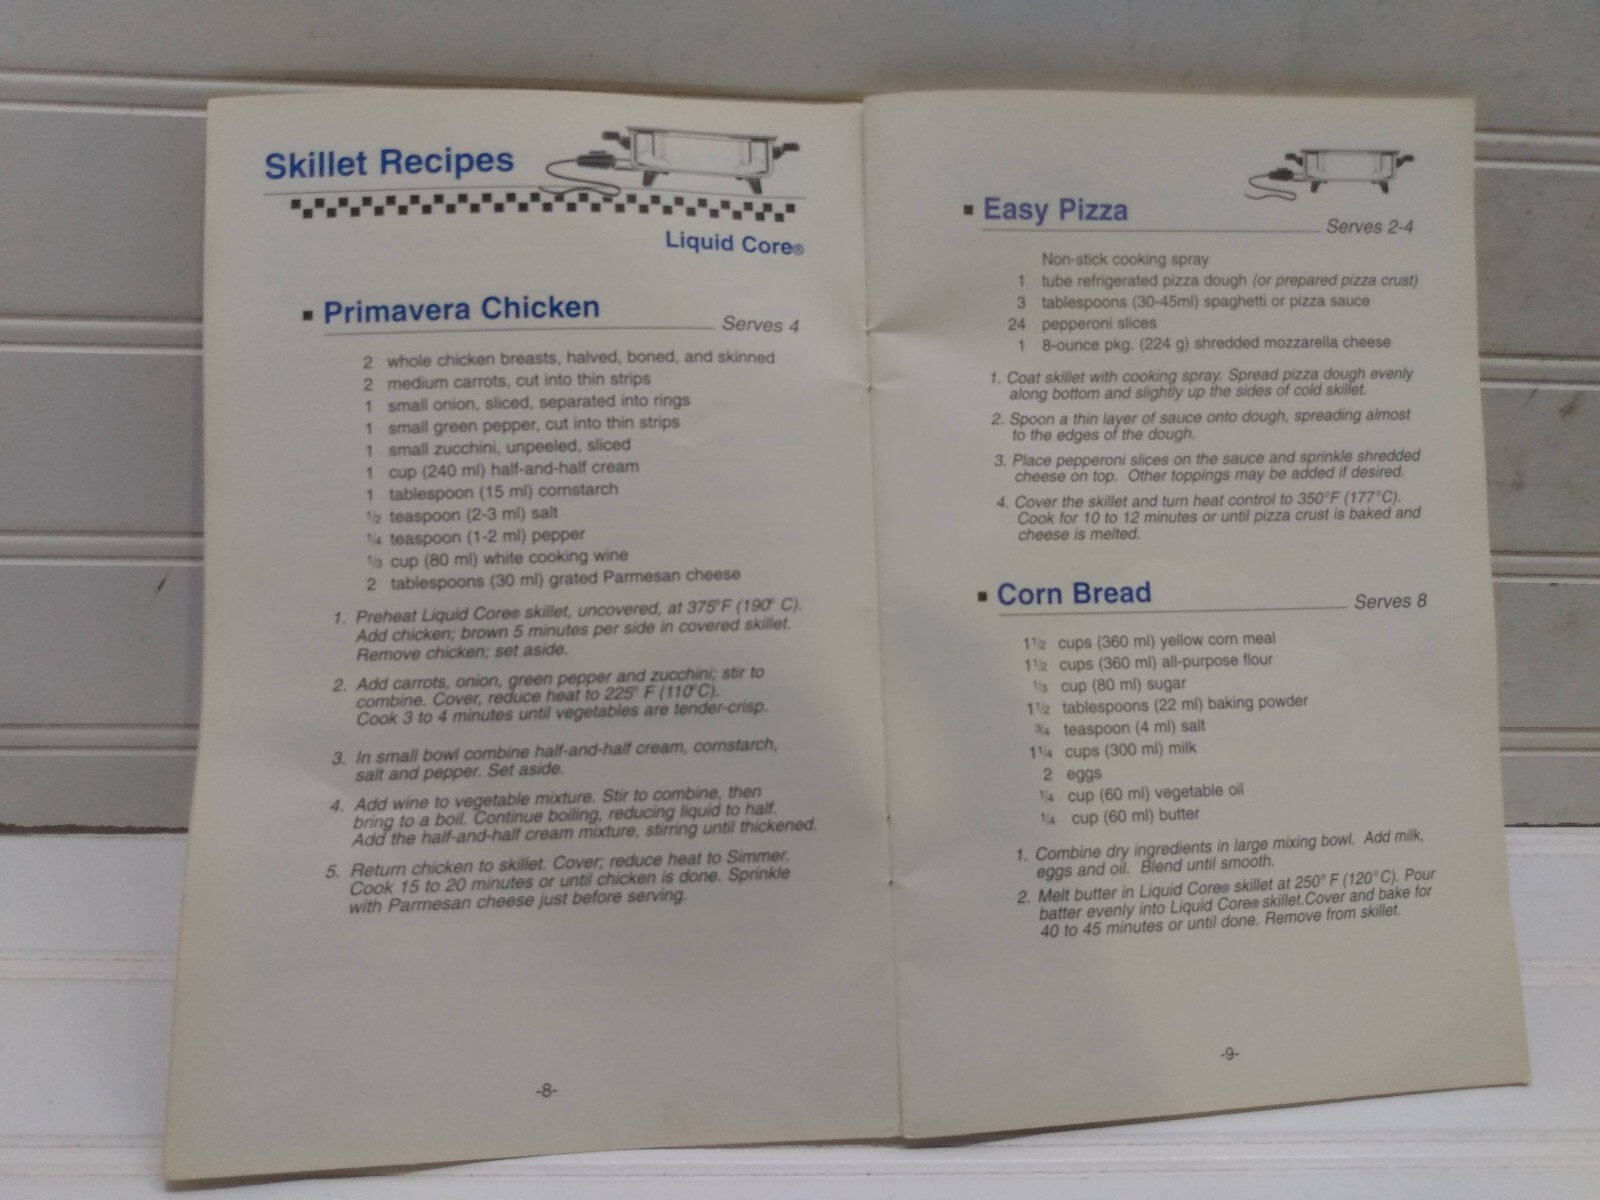 Skillet Recipes
Liquid Core®
Primavera Chicken
Serves 4
2 whole chicken breasts, halved, boned, and skinned
2 medium carrots, cut into thin strips
1 small onion, sliced, separated into rings
1 small green pepper, cut into thin strips
1 small zucchini, unpeeled, sliced
1 cup (240 ml) half-and-half cream
1 tablespoon (15 ml) cornstarch
1/2 teaspoon (2-3 ml) salt
1/4 teaspoon (1-2 ml) pepper
1/3 cup (80 ml) white cooking wine
2 tablespoons (30 ml) grated Parmesan cheese
1. Preheat Liquid Core® skillet, uncovered, at 375°F (190° C).
Add chicken; brown 5 minutes per side in covered skillet.
Remove chicken; set aside.
2. Add carrots, onion, green pepper and zucchini; stir to
combine. Cover, reduce heat to 225° F (110°C).
Cook 3 to 4 minutes until vegetables are tender-crisp.
3. In small bowl combine half-and-half cream, cornstarch,
salt and pepper. Set aside.
4. Add wine to vegetable mixture. Stir to combine, then
bring to a boil. Continue boiling, reducing liquid to half.
Add the half-and-half cream mixture, stirring until thickened.
5. Return chicken to skillet. Cover; reduce heat to Simmer.
Cook 15 to 20 minutes or until chicken is done. Sprinkle
with Parmesan cheese just before serving.
-8-
Easy Pizza
Serves 2-4
Non-stick cooking spray
1 tube refrigerated pizza dough (or prepared pizza crust)
3 tablespoons (30-45ml) spaghetti or pizza sauce
24 pepperoni slices
1 8-ounce pkg. (224 g) shredded mozzarella cheese
1. Coat skillet with cooking spray. Spread pizza dough evenly
along bottom and slightly up the sides of cold skillet.
2. Spoon a thin layer of sauce onto dough, spreading almost
to the edges of the dough.
3. Place pepperoni slices on the sauce and sprinkle shredded
cheese on top. Other toppings may be added if desired.
4. Cover the skillet and turn heat control to 350°F (177°C).
Cook for 10 to 12 minutes or until pizza crust is baked and
cheese is melted.
Corn Bread
Serves 8
1 1/2 cups (360 ml) yellow corn meal
1 1/2 cups (360 ml) all-purpose flour
1/3 cup (80 ml) sugar
1 1/2 tablespoons (22 ml) baking powder
3/4 teaspoon (4 ml) salt
1 1/4 cups (300 ml) milk
2 eggs
1/4 cup (60 ml) vegetable oil
1/4 cup (60 ml) butter
1. Combine dry ingredients in large mixing bowl. Add milk,
eggs and oil. Blend until smooth.
2. Melt butter in Liquid Core® skillet at 250° F (120°C). Pour
batter evenly into Liquid Core® skillet.Cover and bake for
40 to 45 minutes or until done. Remove from skillet.
-9-